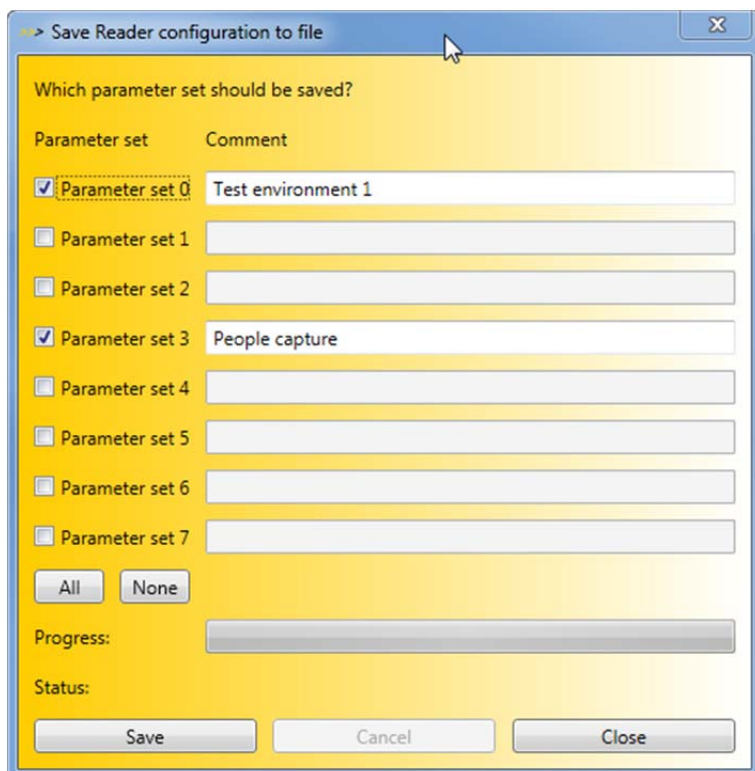 Save Reader configuration to file
Which parameter set should be saved?
Parameter set Comment
Parameter set 0 Test environment 1
Parameter set 1
Parameter set 2
Parameter set 3 People capture
Parameter set 4
Parameter set 5
Parameter set 6
Parameter set 7
All None
Progress:
Status:
Save Cancel Close